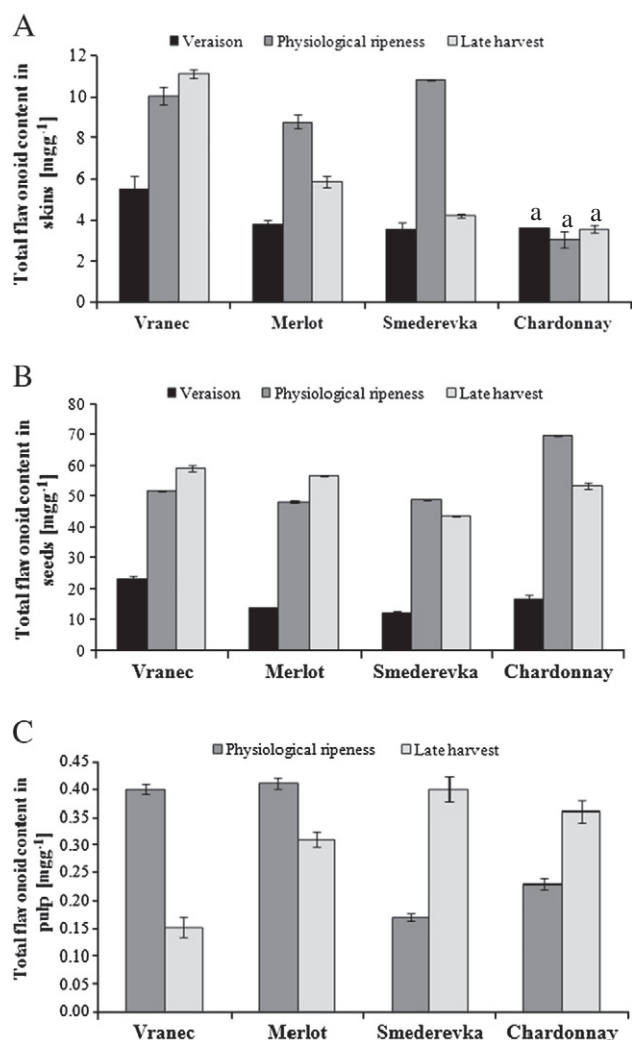 A
Veraison Physiological ripeness Late harvest
Total flavonoid content in
skins [mgg-1]
12
10
8
6
4
2
0
a a a
Vranec Merlot Smederevka Chardonnay
B
Veraison Physiological ripeness Late harvest
Total flavonoid content in
seeds [mgg-1]
80
70
60
50
40
30
20
10
0
Vranec Merlot Smederevka Chardonnay
C
Physiological ripeness Late harvest
Total flavonoid content in
pulp [mgg-1]
0.45
0.40
0.35
0.30
0.25
0.20
0.15
0.10
0.05
0.00
Vranec Merlot Smederevka Chardonnay